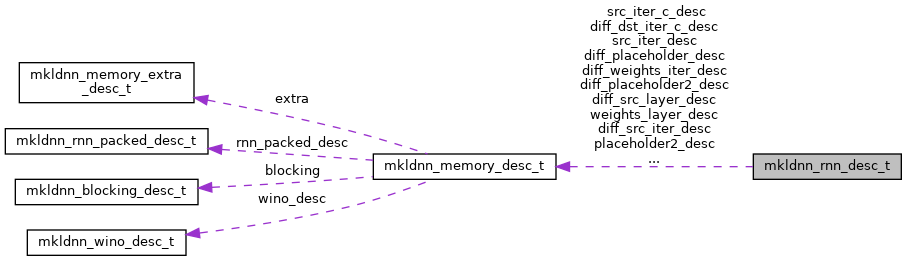 src_iter_c_desc
diff_dst_iter_c_desc
src_iter_desc
diff_placeholder_desc
diff_weights_iter_desc
diff_placeholder2_desc
diff_src_layer_desc
weights_layer_desc
diff_src_iter_desc
placeholder2_desc
...
mkldnn_memory_extra
_desc_t
extra
mkldnn_rnn_packed_desc_t
rnn_packed_desc
mkldnn_blocking_desc_t
blocking
mkldnn_wino_desc_t
wino_desc
mkldnn_memory_desc_t
mkldnn_rnn_desc_t